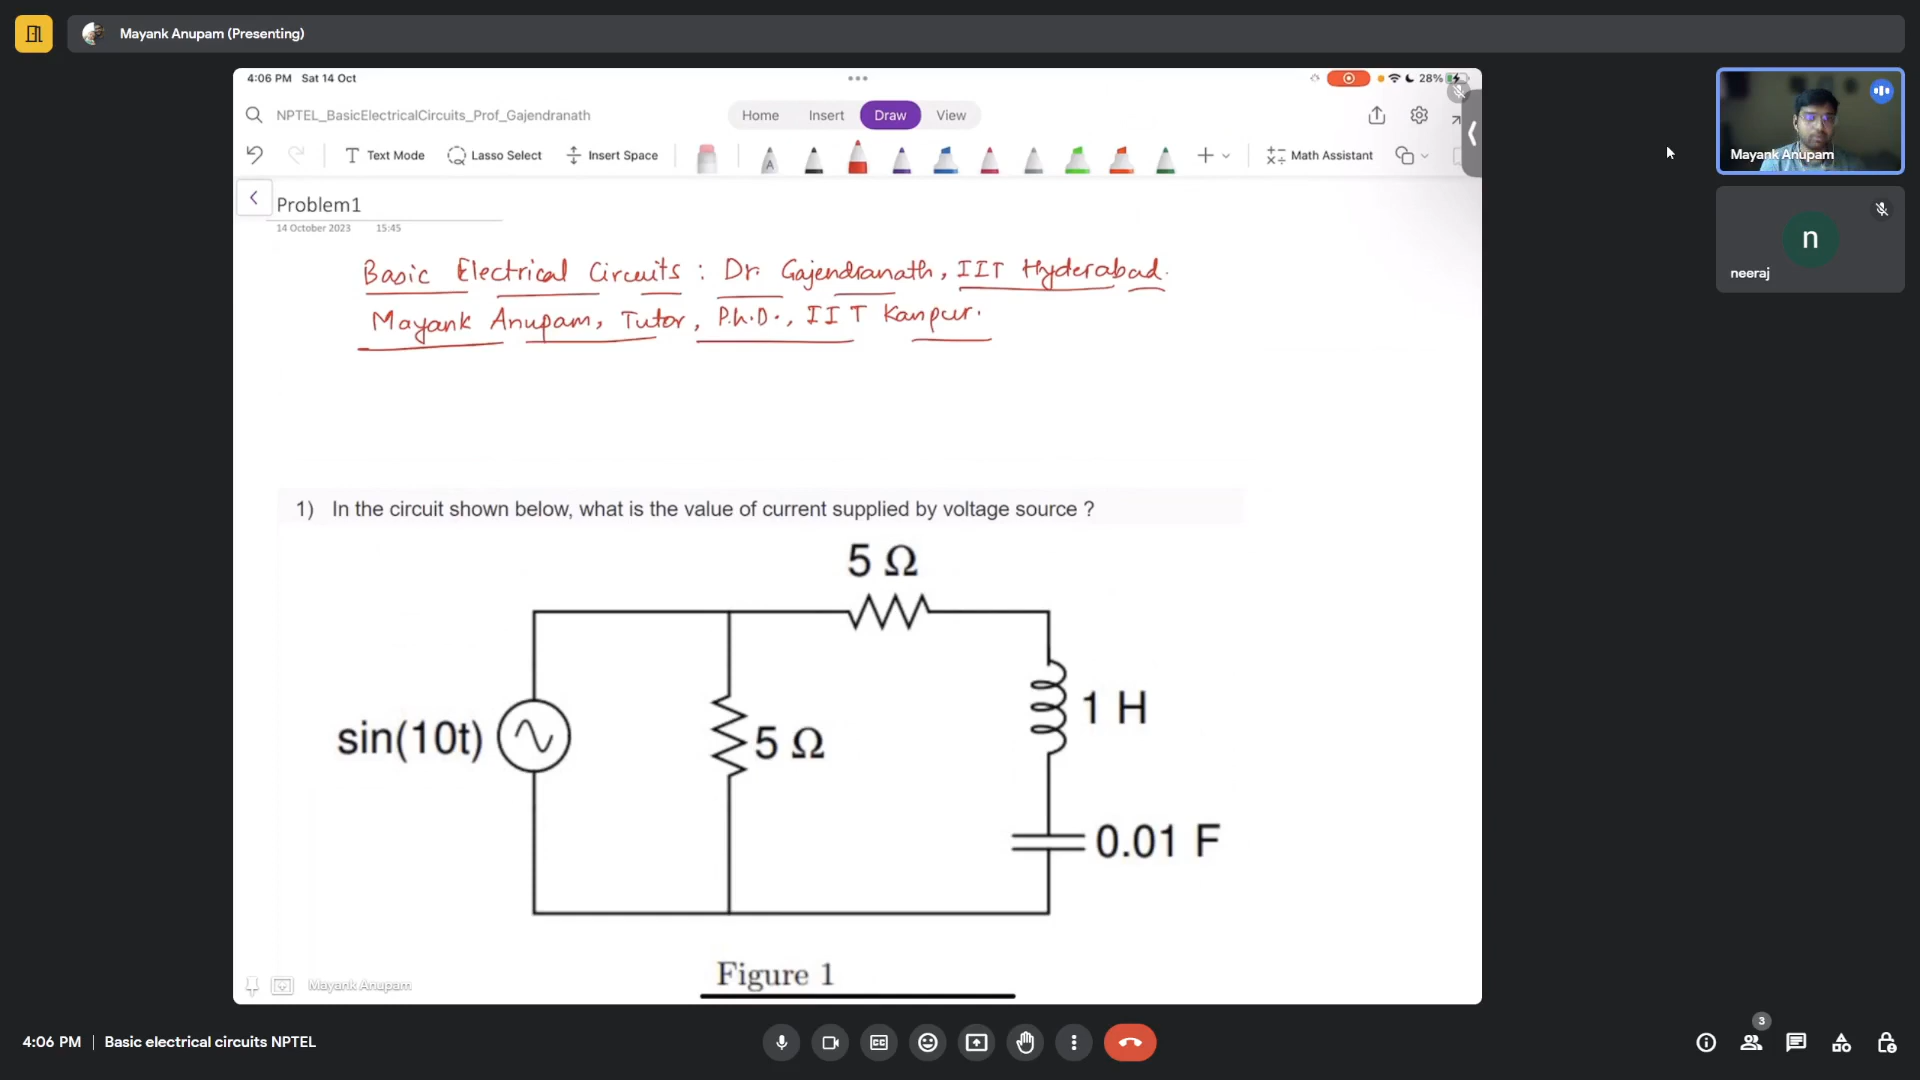 Mayank Anupam (Presenting)
4:06 PM Sat 14 Oct
28%
NPTEL_BasicElectricalCircuits_Prof_Gajendranath
Home Insert Draw View
Text Mode Lasso Select Insert Space A Math Assistant
Problem1
14 October 2023 15:45
Basic Electrical Circuits : Dr. Gajendranath, IIT Hyderabad.
Mayank Anupam, Tutor, P.h.D., IIT Kanpur.
1) In the circuit shown below, what is the value of current supplied by voltage source ?
5 Ω
1 H
sin(10t)
5 Ω
0.01 F
Figure 1
Mayank Anupam
Mayank Anupam
n
neeraj
4:06 PM | Basic electrical circuits NPTEL
CC
3